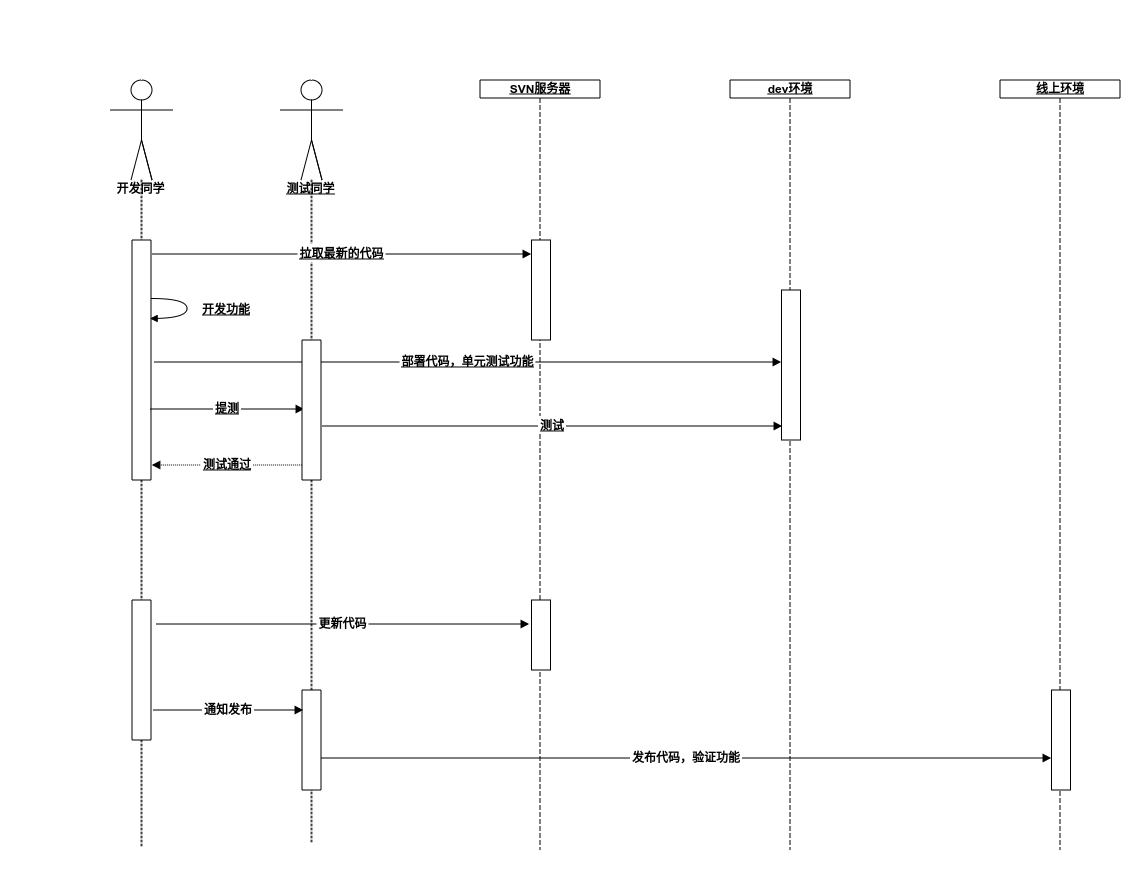 SVN服务器
dev环境
线上环境
开发同学
测试同学
拉取最新的代码
开发功能
部署代码，单元测试功能
提测
测试
测试通过
更新代码
通知发布
发布代码，验证功能